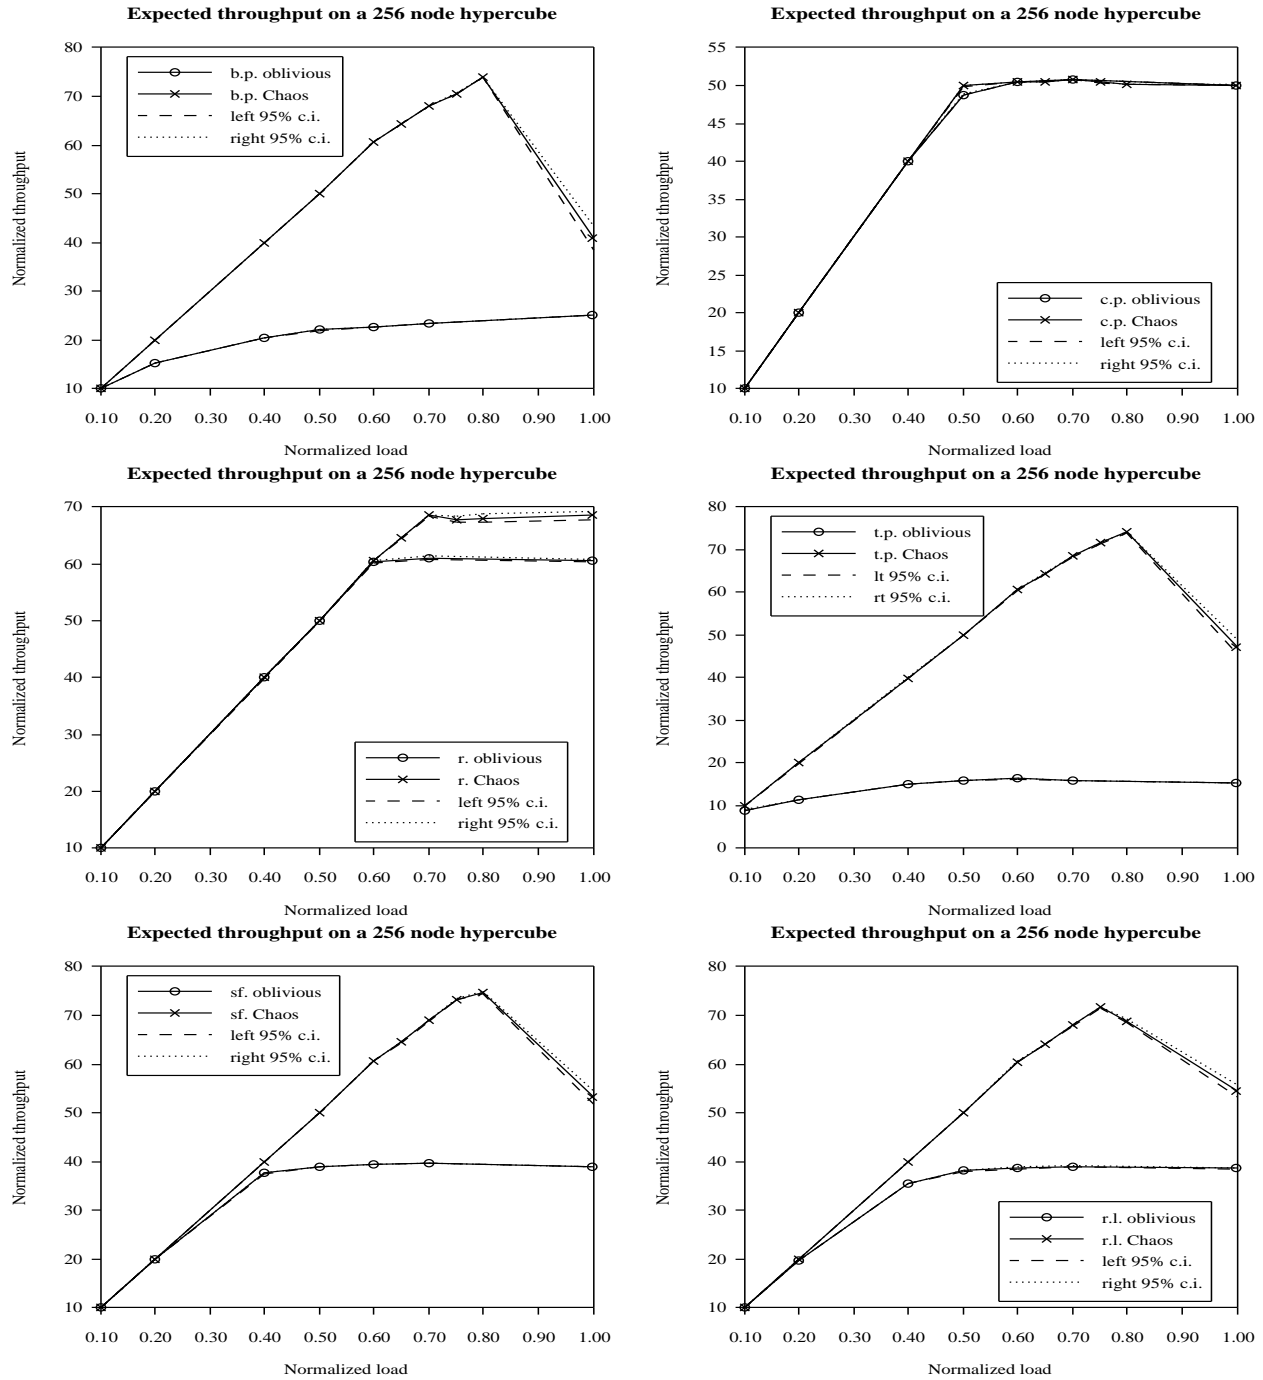 Expected throughput on a 256 node hypercube
80
70
60
50
40
30
20
10
Normalized throughput
b.p. oblivious
b.p. Chaos
left 95% c.i.
right 95% c.i.
0.10 0.20 0.30 0.40 0.50 0.60 0.70 0.80 0.90 1.00
Normalized load
Expected throughput on a 256 node hypercube
55
50
45
40
35
30
25
20
15
10
Normalized throughput
c.p. oblivious
c.p. Chaos
left 95% c.i.
right 95% c.i.
0.10 0.20 0.30 0.40 0.50 0.60 0.70 0.80 0.90 1.00
Normalized load
Expected throughput on a 256 node hypercube
70
60
50
40
30
20
10
Normalized throughput
r. oblivious
r. Chaos
left 95% c.i.
right 95% c.i.
0.10 0.20 0.30 0.40 0.50 0.60 0.70 0.80 0.90 1.00
Normalized load
Expected throughput on a 256 node hypercube
80
70
60
50
40
30
20
10
0
Normalized throughput
t.p. oblivious
t.p. Chaos
lt 95% c.i.
rt 95% c.i.
0.10 0.20 0.30 0.40 0.50 0.60 0.70 0.80 0.90 1.00
Normalized load
Expected throughput on a 256 node hypercube
80
70
60
50
40
30
20
10
Normalized throughput
sf. oblivious
sf. Chaos
left 95% c.i.
right 95% c.i.
0.10 0.20 0.30 0.40 0.50 0.60 0.70 0.80 0.90 1.00
Normalized load
Expected throughput on a 256 node hypercube
80
70
60
50
40
30
20
10
Normalized throughput
r.l. oblivious
r.l. Chaos
left 95% c.i.
right 95% c.i.
0.10 0.20 0.30 0.40 0.50 0.60 0.70 0.80 0.90 1.00
Normalized load